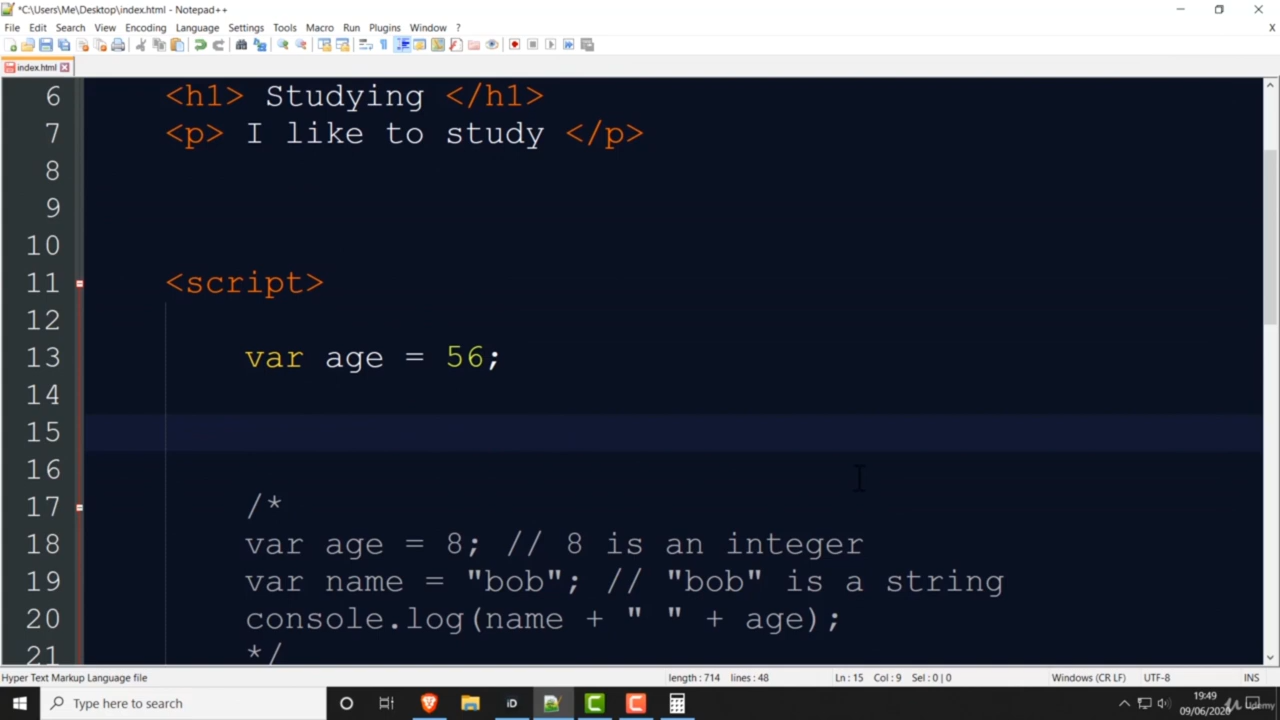 *C:\Users\Me\Desktop\index.html - Notepad++
File Edit Search View Encoding Language Settings Tools Macro Run Plugins Window ?
X
index.html
6 <h1> Studying </h1>
7 <p> I like to study </p>
8
9
10
11 <script>
12
13 var age = 56;
14
15
16
17 /*
18 var age = 8; // 8 is an integer
19 var name = "bob"; // "bob" is a string
20 console.log(name + " " + age);
21 */
Hyper Text Markup Language file length : 714 lines : 48 Ln : 15 Col : 9 Sel : 0 | 0 Windows (CR LF) UTF-8 INS
Type here to search iD 19:49
09/06/2020 Udemy